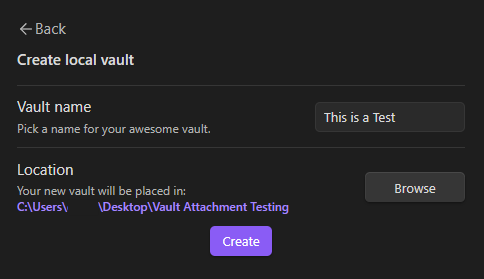 Back
Create local vault
Vault name
Pick a name for your awesome vault.
This is a Test
Location
Your new vault will be placed in:
C:\Users\ \Desktop\Vault Attachment Testing
Browse
Create